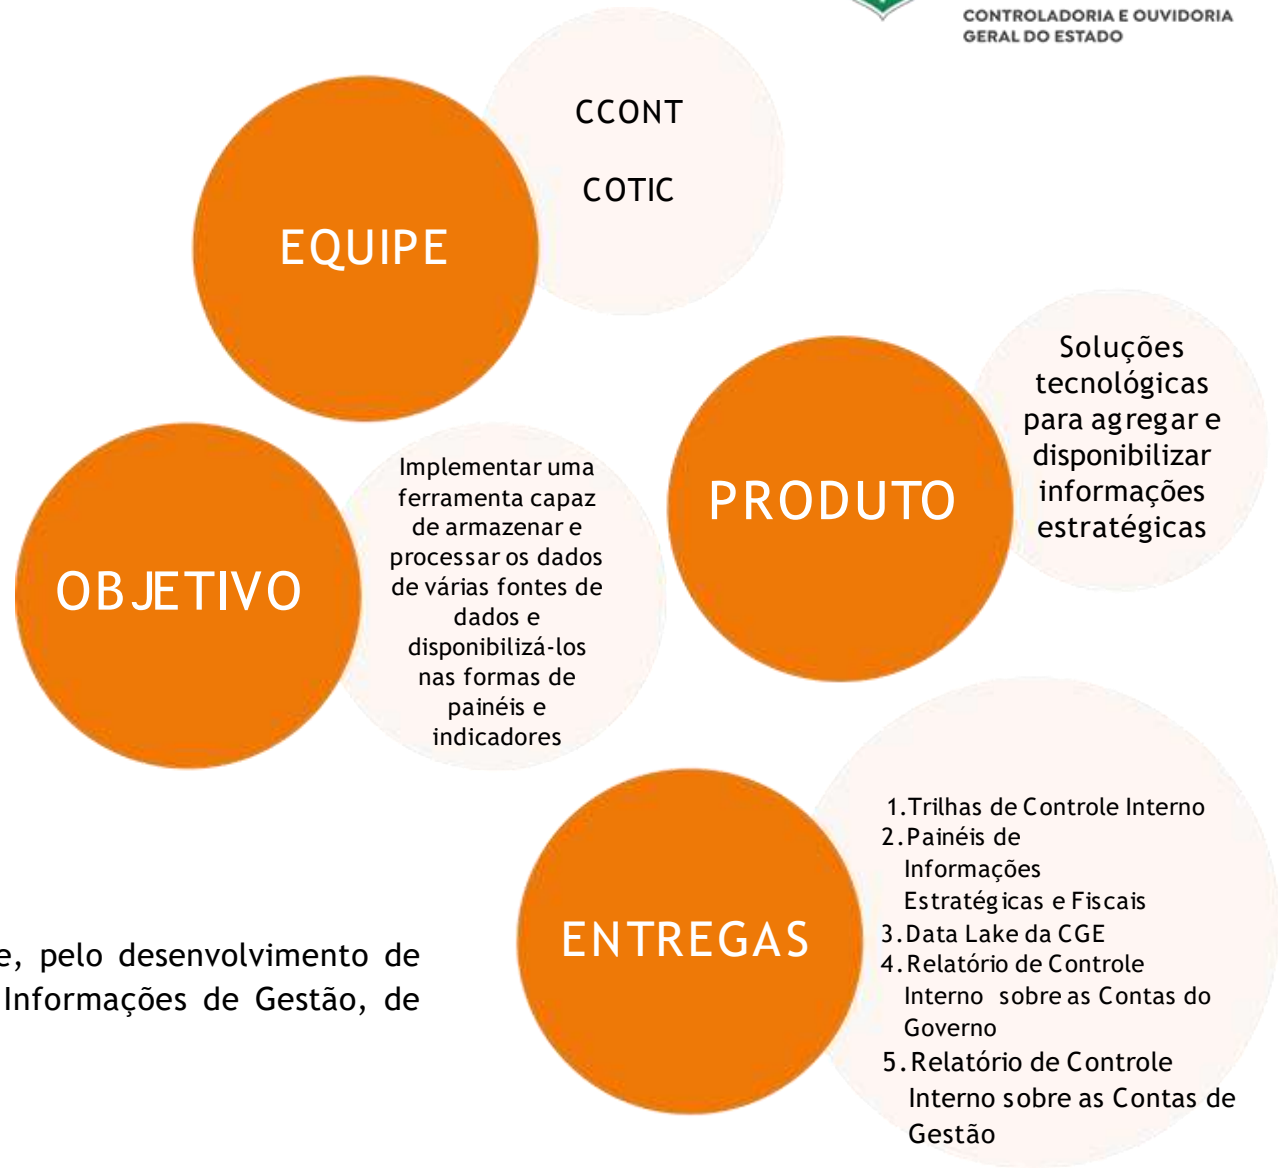 CONTROLADORIA E OUVIDORIA
GERAL DO ESTADO
CCONT
COTIC
EQUIPE
Soluções
tecnológicas
para agregar e
disponibilizar
informações
estratégicas
PRODUTO
Implementar uma
ferramenta capaz
de armazenar e
processar os dados
de várias fontes de
dados e
disponibilizá-los
nas formas de
painéis e
indicadores
OBJETIVO
1.Trilhas de Controle Interno
2.Painéis de
Informações
Estratégicas e Fiscais
3.Data Lake da CGE
4.Relatório de Controle
Interno sobre as Contas do
Governo
5.Relatório de Controle
Interno sobre as Contas de
Gestão
ENTREGAS
e, pelo desenvolvimento de
Informações de Gestão, de